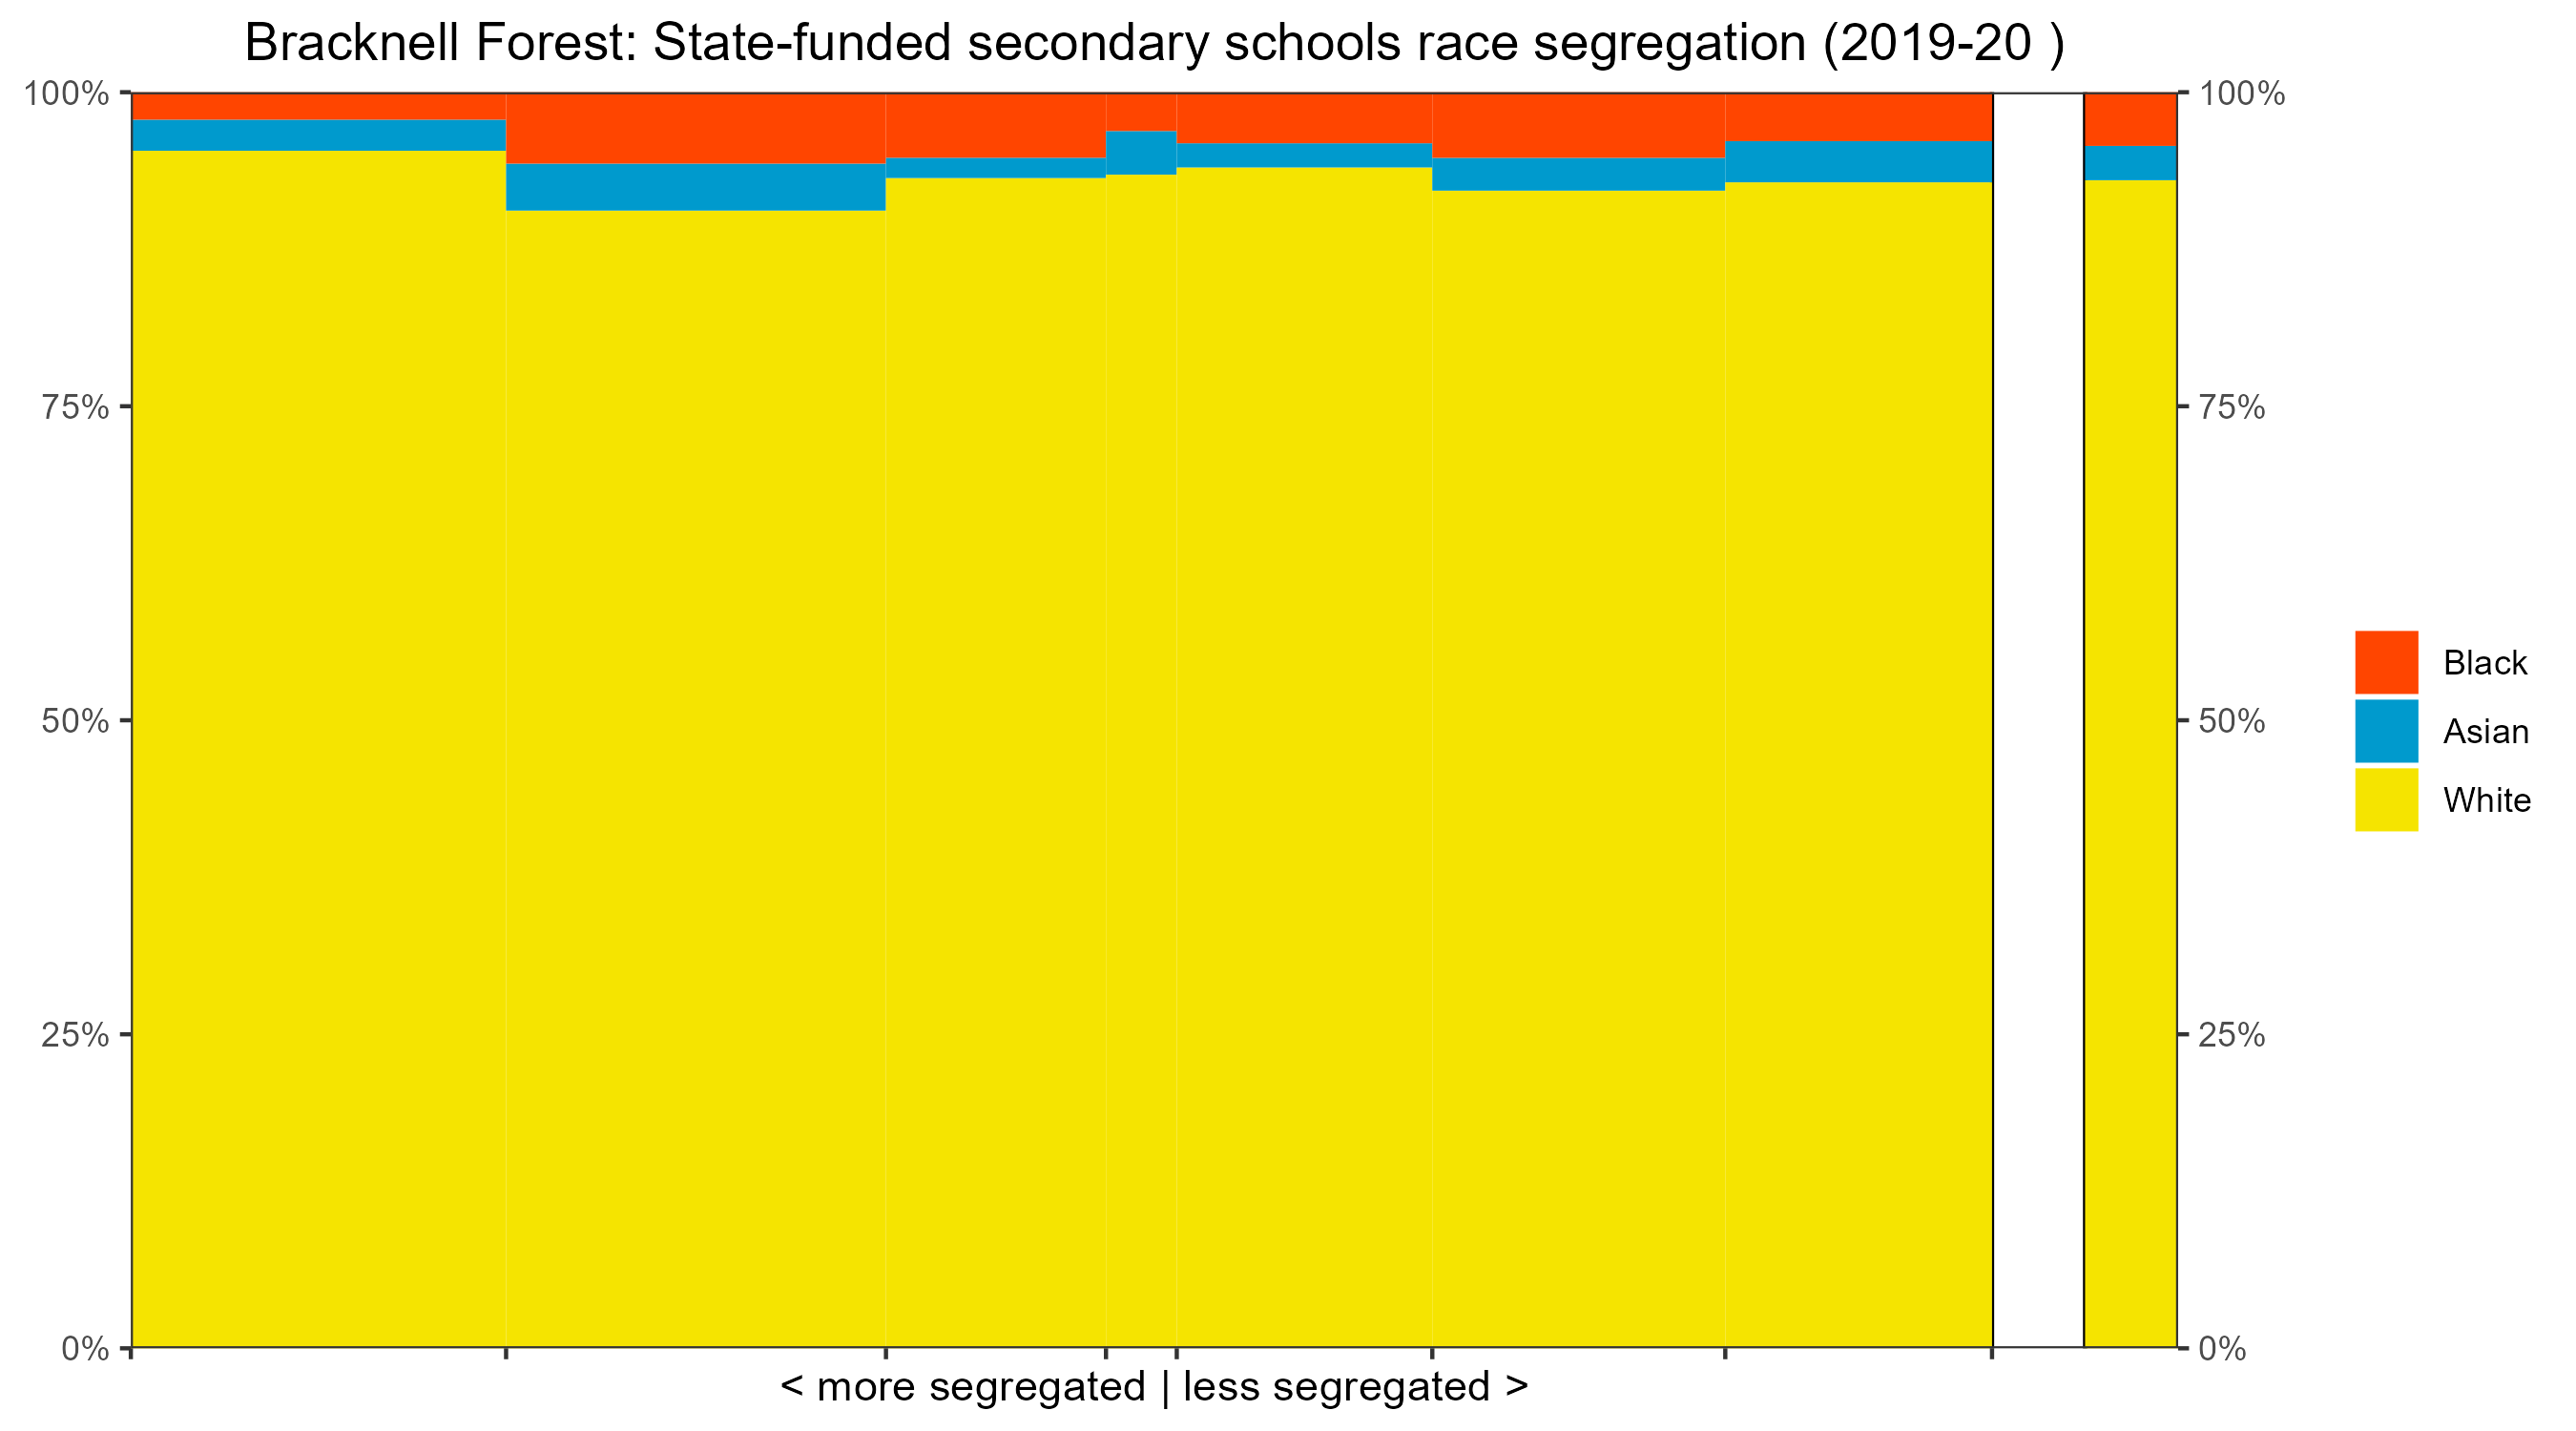 Bracknell Forest: State-funded secondary schools race segregation (2019-20 )
100%
75%
50%
25%
0%
100%
75%
50%
25%
0%
Black
Asian
White
< more segregated | less segregated >